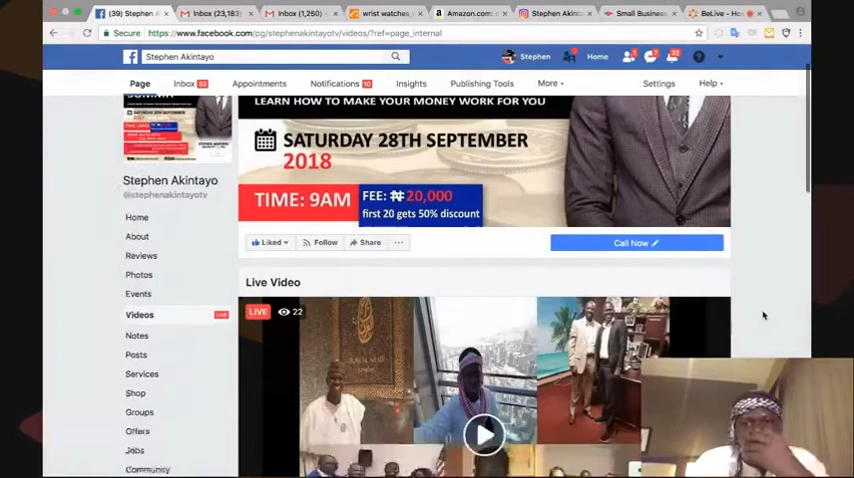 (39) Stephen A
Inbox (23,183)
Inbox (1,250)
wrist watches
Amazon.com:
Stephen Akinta
Small Business
BeLive - Hos
Secure
https://www.facebook.com/pg/stephenakintayotv/videos/?ref=page_internal
Stephen Akintayo
Stephen
Home
32
Page
Inbox 52
Appointments
Notifications 10
Insights
Publishing Tools
More
Settings
Help
LEARN HOW TO MAKE YOUR MONEY WORK FOR YOU
SATURDAY 28TH SEPTEMBER
2018
TIME: 9AM
FEE: ₦20,000
first 20 gets 50% discount
Stephen Akintayo
@stephenakintayotv
Home
About
Reviews
Photos
Events
Videos
LIVE
Notes
Posts
Services
Shop
Groups
Offers
Jobs
Community
Liked
Follow
Share
Call Now
Live Video
LIVE
22